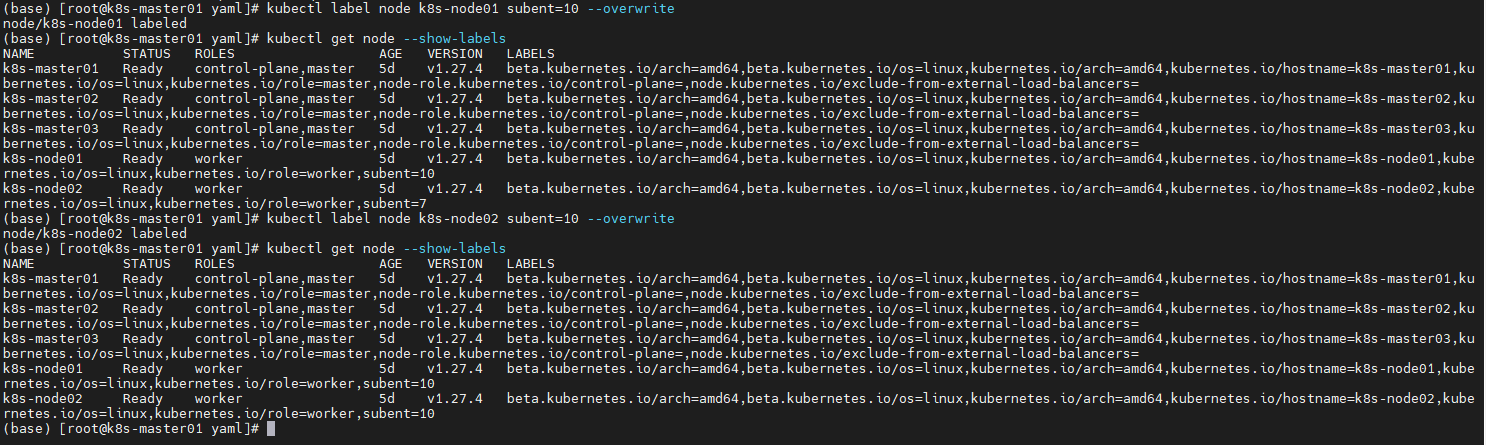 (base) [root@k8s-master01 yaml]# kubectl label node k8s-node01 subent=10 --overwrite
node/k8s-node01 labeled
(base) [root@k8s-master01 yaml]# kubectl get node --show-labels
NAME           STATUS   ROLES                  AGE   VERSION   LABELS
k8s-master01   Ready    control-plane,master   5d    v1.27.4   beta.kubernetes.io/arch=amd64,beta.kubernetes.io/os=linux,kubernetes.io/arch=amd64,kubernetes.io/hostname=k8s-master01,ku
bernetes.io/os=linux,kubernetes.io/role=master,node-role.kubernetes.io/control-plane=,node.kubernetes.io/exclude-from-external-load-balancers=
k8s-master02   Ready    control-plane,master   5d    v1.27.4   beta.kubernetes.io/arch=amd64,beta.kubernetes.io/os=linux,kubernetes.io/arch=amd64,kubernetes.io/hostname=k8s-master02,ku
bernetes.io/os=linux,kubernetes.io/role=master,node-role.kubernetes.io/control-plane=,node.kubernetes.io/exclude-from-external-load-balancers=
k8s-master03   Ready    control-plane,master   5d    v1.27.4   beta.kubernetes.io/arch=amd64,beta.kubernetes.io/os=linux,kubernetes.io/arch=amd64,kubernetes.io/hostname=k8s-master03,ku
bernetes.io/os=linux,kubernetes.io/role=master,node-role.kubernetes.io/control-plane=,node.kubernetes.io/exclude-from-external-load-balancers=
k8s-node01     Ready    worker                 5d    v1.27.4   beta.kubernetes.io/arch=amd64,beta.kubernetes.io/os=linux,kubernetes.io/arch=amd64,kubernetes.io/hostname=k8s-node01,kube
rnetes.io/os=linux,kubernetes.io/role=worker,subent=10
k8s-node02     Ready    worker                 5d    v1.27.4   beta.kubernetes.io/arch=amd64,beta.kubernetes.io/os=linux,kubernetes.io/arch=amd64,kubernetes.io/hostname=k8s-node02,kube
rnetes.io/os=linux,kubernetes.io/role=worker,subent=7
(base) [root@k8s-master01 yaml]# kubectl label node k8s-node02 subent=10 --overwrite
node/k8s-node02 labeled
(base) [root@k8s-master01 yaml]# kubectl get node --show-labels
NAME           STATUS   ROLES                  AGE   VERSION   LABELS
k8s-master01   Ready    control-plane,master   5d    v1.27.4   beta.kubernetes.io/arch=amd64,beta.kubernetes.io/os=linux,kubernetes.io/arch=amd64,kubernetes.io/hostname=k8s-master01,ku
bernetes.io/os=linux,kubernetes.io/role=master,node-role.kubernetes.io/control-plane=,node.kubernetes.io/exclude-from-external-load-balancers=
k8s-master02   Ready    control-plane,master   5d    v1.27.4   beta.kubernetes.io/arch=amd64,beta.kubernetes.io/os=linux,kubernetes.io/arch=amd64,kubernetes.io/hostname=k8s-master02,ku
bernetes.io/os=linux,kubernetes.io/role=master,node-role.kubernetes.io/control-plane=,node.kubernetes.io/exclude-from-external-load-balancers=
k8s-master03   Ready    control-plane,master   5d    v1.27.4   beta.kubernetes.io/arch=amd64,beta.kubernetes.io/os=linux,kubernetes.io/arch=amd64,kubernetes.io/hostname=k8s-master03,ku
bernetes.io/os=linux,kubernetes.io/role=master,node-role.kubernetes.io/control-plane=,node.kubernetes.io/exclude-from-external-load-balancers=
k8s-node01     Ready    worker                 5d    v1.27.4   beta.kubernetes.io/arch=amd64,beta.kubernetes.io/os=linux,kubernetes.io/arch=amd64,kubernetes.io/hostname=k8s-node01,kube
rnetes.io/os=linux,kubernetes.io/role=worker,subent=10
k8s-node02     Ready    worker                 5d    v1.27.4   beta.kubernetes.io/arch=amd64,beta.kubernetes.io/os=linux,kubernetes.io/arch=amd64,kubernetes.io/hostname=k8s-node02,kube
rnetes.io/os=linux,kubernetes.io/role=worker,subent=10
(base) [root@k8s-master01 yaml]#